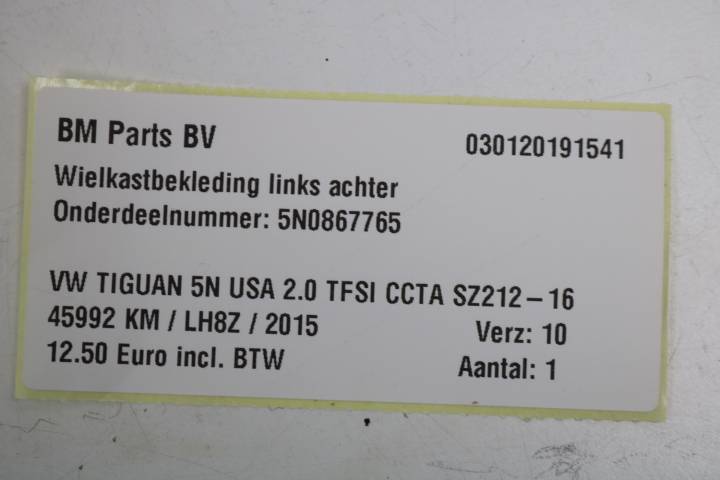 BM Parts BV 030120191541
Wielkastbekleding links achter
Onderdeelnummer: 5N0867765
VW TIGUAN 5N USA 2.0 TFSI CCTA SZ212-16
45992 KM / LH8Z / 2015 Verz: 10
12.50 Euro incl. BTW Aantal: 1